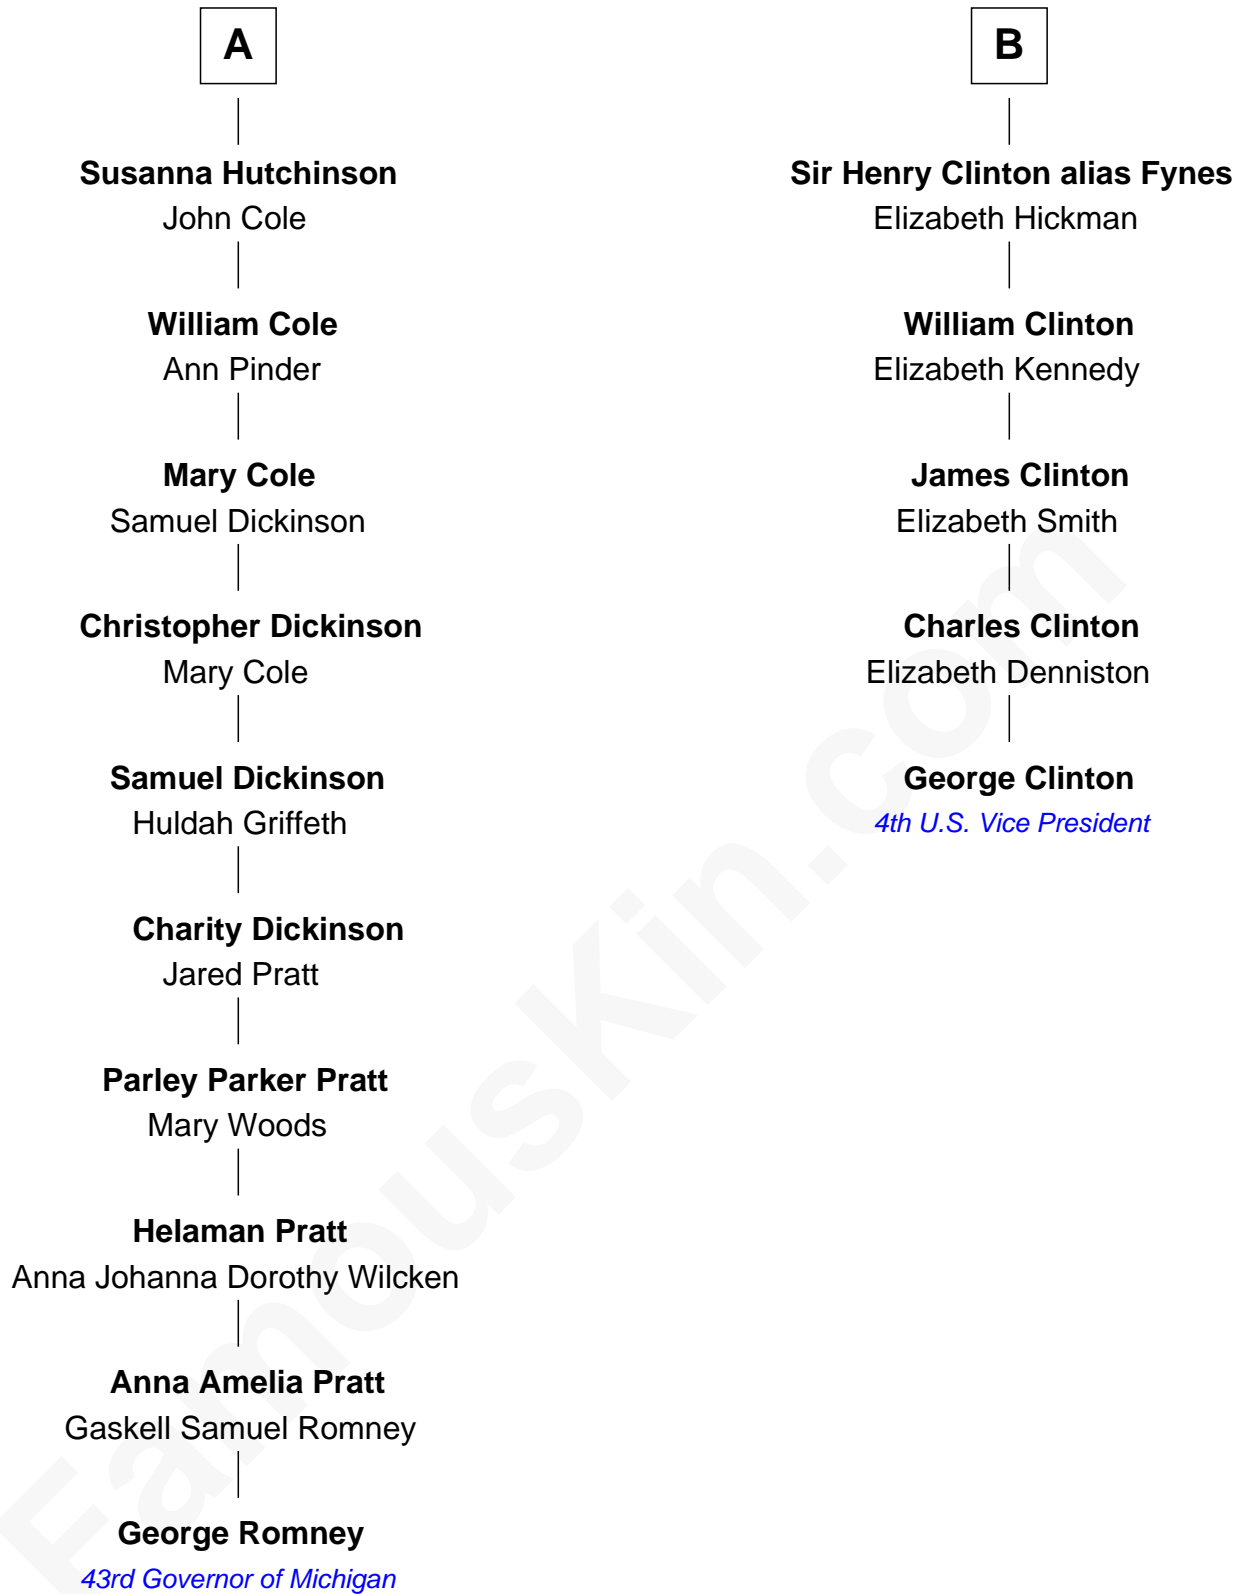 A
Susanna Hutchinson
John Cole
William Cole
Ann Pinder
Mary Cole
Samuel Dickinson
Christopher Dickinson
Mary Cole
Samuel Dickinson
Huldah Griffeth
Charity Dickinson
Jared Pratt
Parley Parker Pratt
Mary Woods
Helaman Pratt
Anna Johanna Dorothy Wilcken
Anna Amelia Pratt
Gaskell Samuel Romney
George Romney
43rd Governor of Michigan
B
Sir Henry Clinton alias Fynes
Elizabeth Hickman
William Clinton
Elizabeth Kennedy
James Clinton
Elizabeth Smith
Charles Clinton
Elizabeth Denniston
George Clinton
4th U.S. Vice President
FamousKin.com